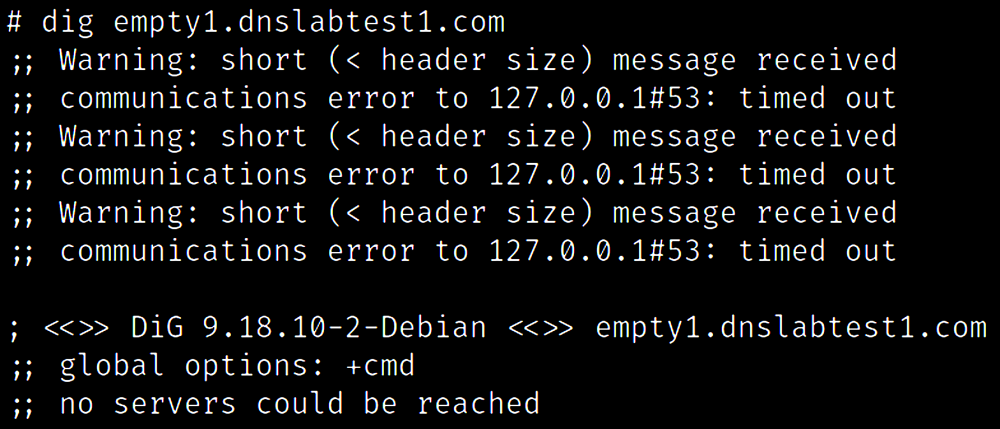 # dig empty1.dnslabtest1.com
;; Warning: short (< header size) message received
;; communications error to 127.0.0.1#53: timed out
;; Warning: short (< header size) message received
;; communications error to 127.0.0.1#53: timed out
;; Warning: short (< header size) message received
;; communications error to 127.0.0.1#53: timed out

; <<>> DiG 9.18.10-2-Debian <<>> empty1.dnslabtest1.com
;; global options: +cmd
;; no servers could be reached